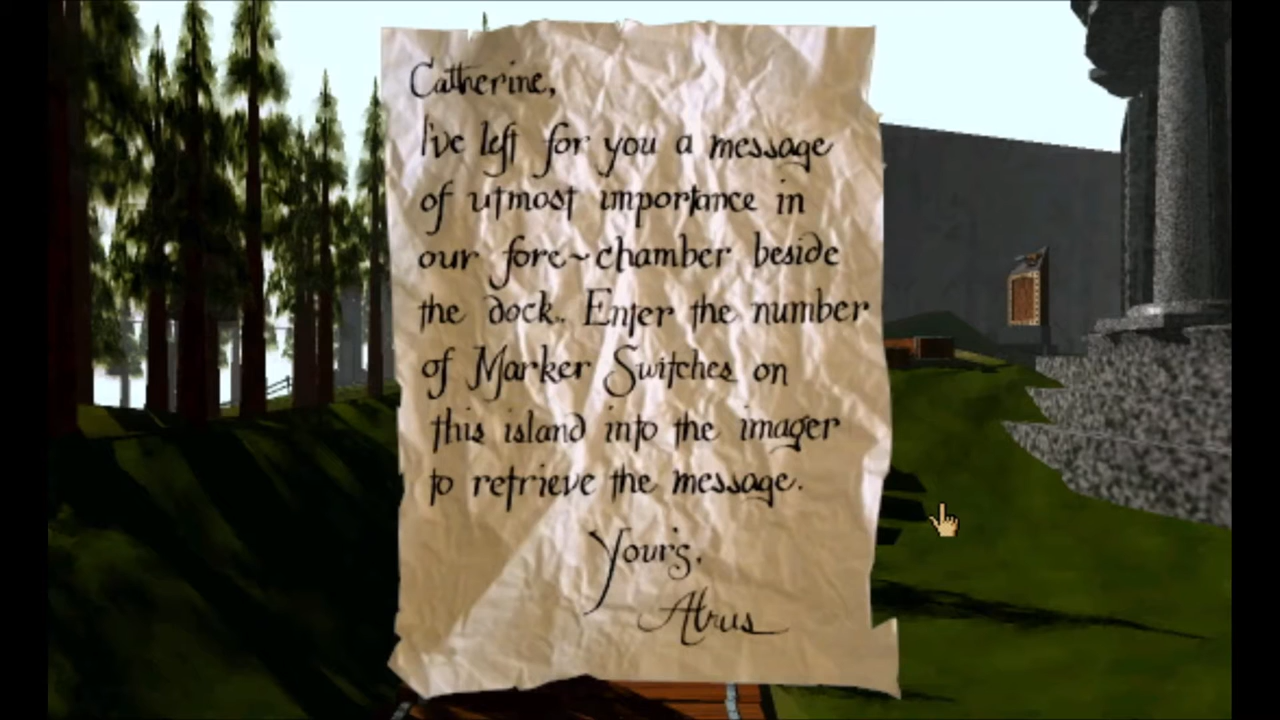 Catherine,
I've left for you a message
of utmost importance in
our fore~chamber beside
the dock. Enter the number
of Marker Switches on
this island into the imager
to retrieve the message.
Yours,
Atrus